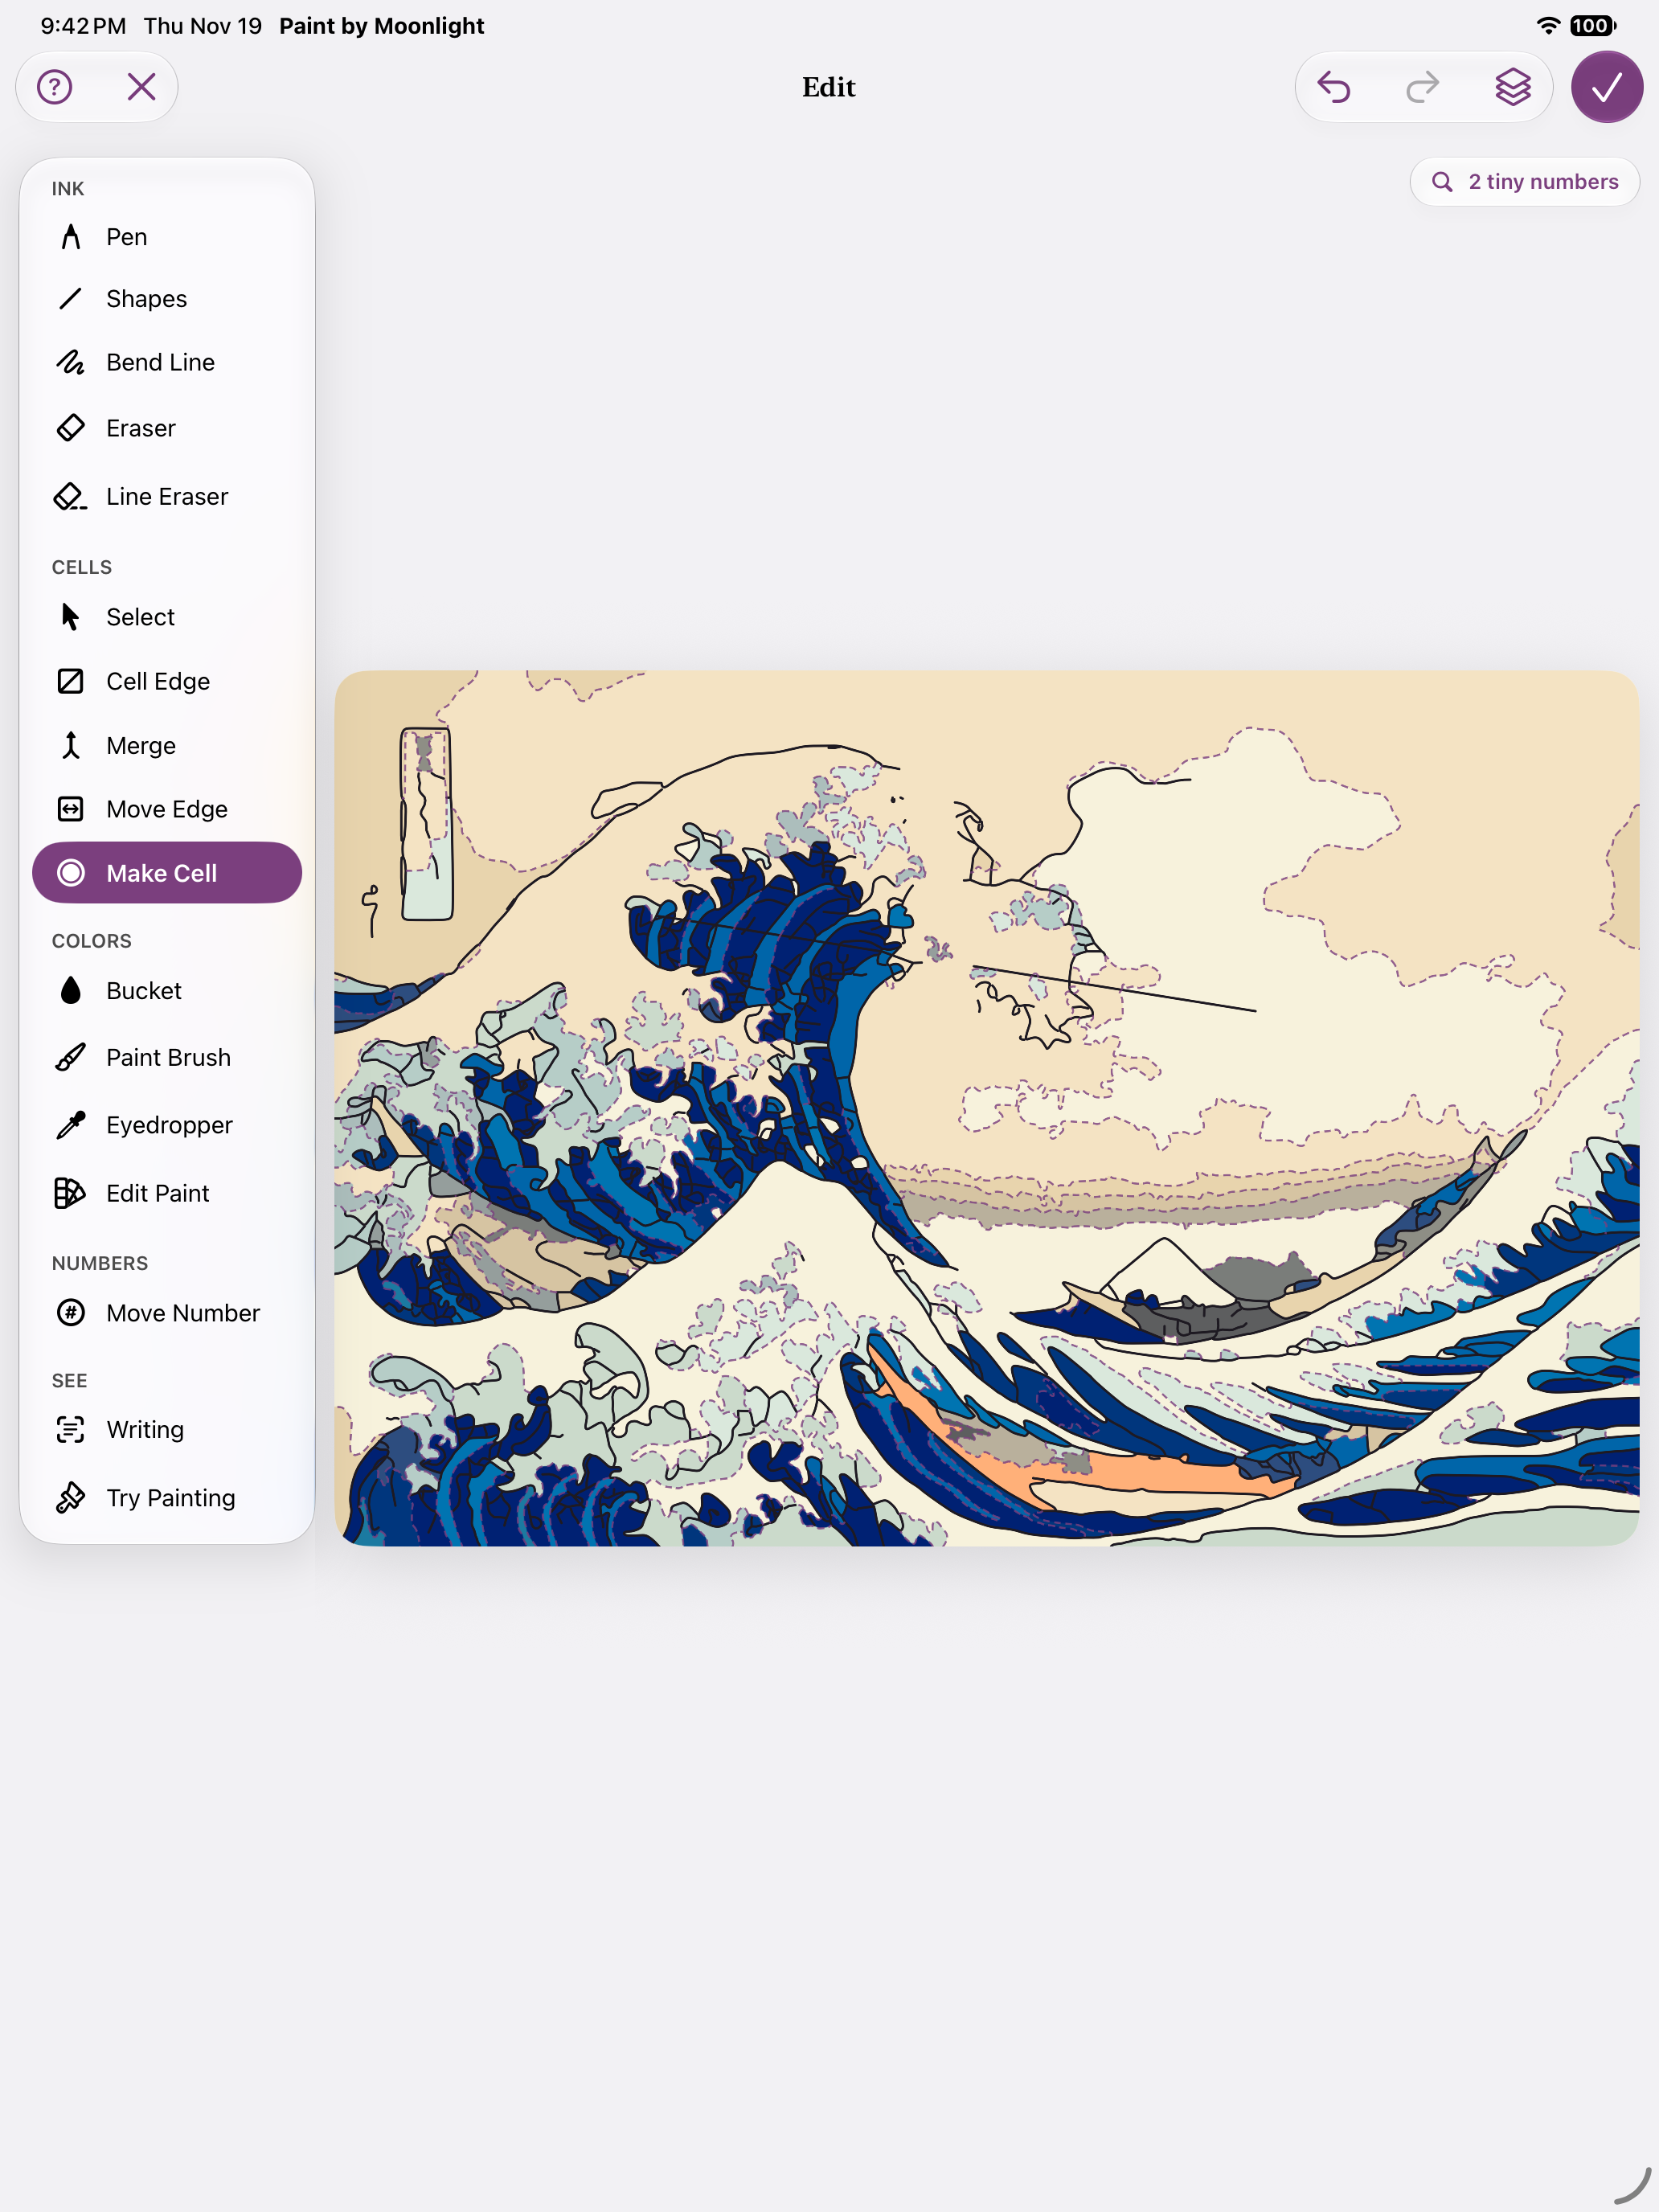 9:42 PM Thu Nov 19 Paint by Moonlight
100
?
Edit
2 tiny numbers
INK
Pen
Shapes
Bend Line
Eraser
Line Eraser
CELLS
Select
Cell Edge
Merge
Move Edge
Make Cell
COLORS
Bucket
Paint Brush
Eyedropper
Edit Paint
NUMBERS
# Move Number
SEE
Writing
Try Painting